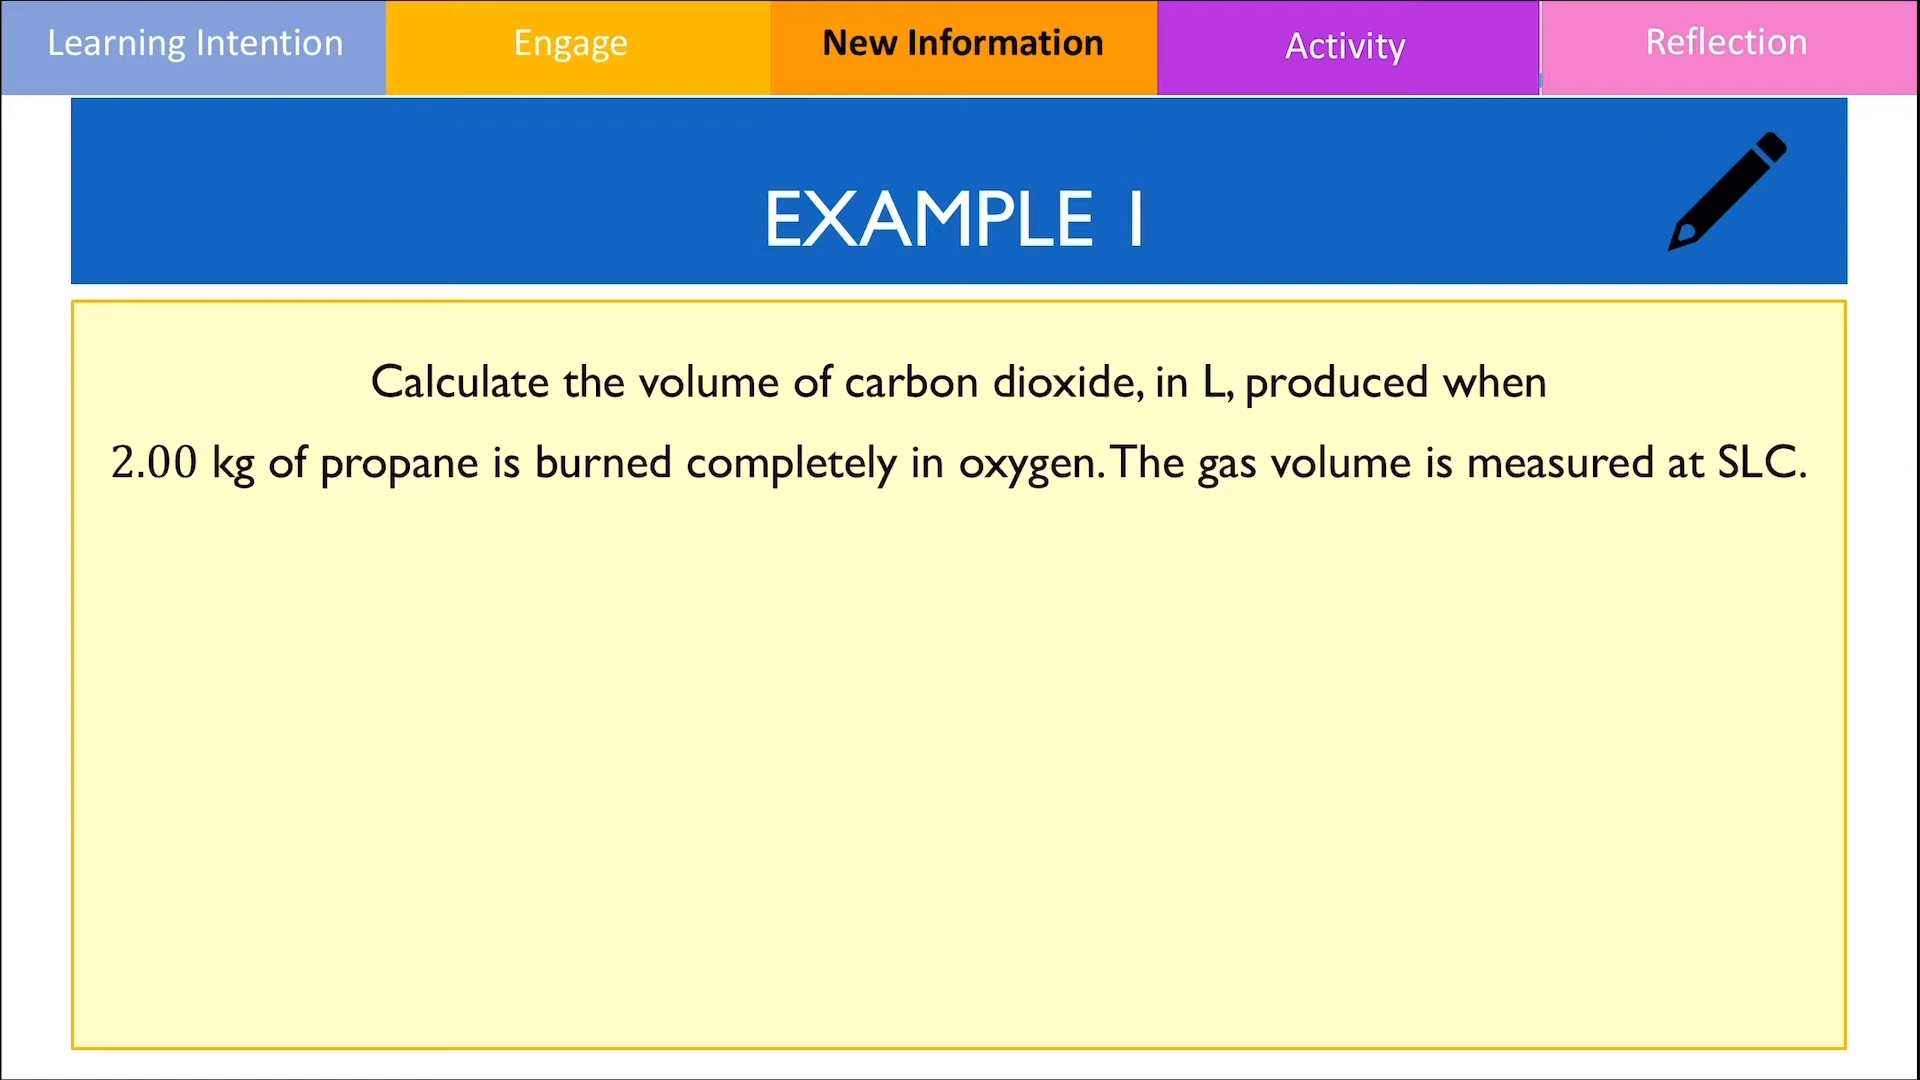 Learning Intention
Engage
New Information
Activity
Reflection
EXAMPLE 1
Calculate the volume of carbon dioxide, in L, produced when
2.00 kg of propane is burned completely in oxygen. The gas volume is measured at SLC.